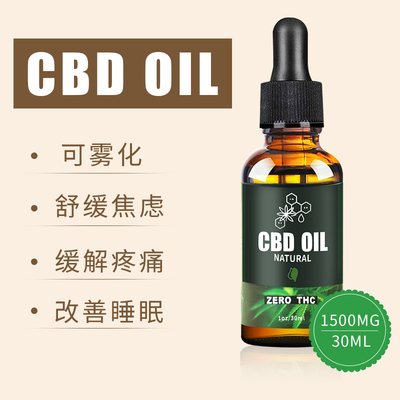 CBD OIL
· 可雾化
· 舒缓焦虑
· 缓解疼痛
· 改善睡眠
CBD OIL
NATURAL
ZERO THC
1oz/30ml
1500MG
30ML